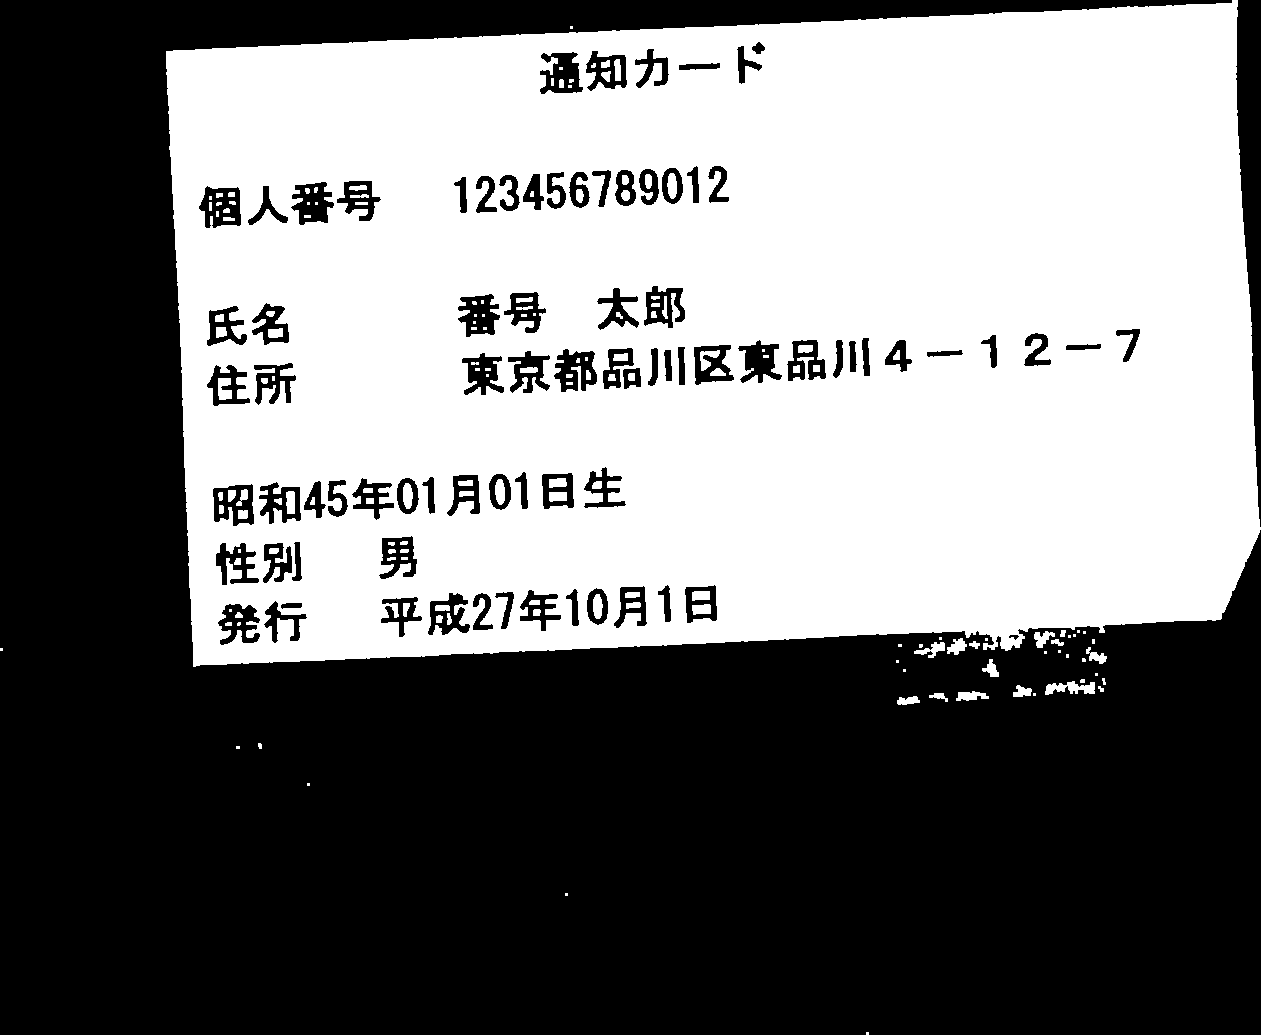 通知カード
個人番号 123456789012
氏名 番号 太郎
住所 東京都品川区東品川4－12－7
昭和45年01月01日生
性別 男
発行 平成27年10月1日